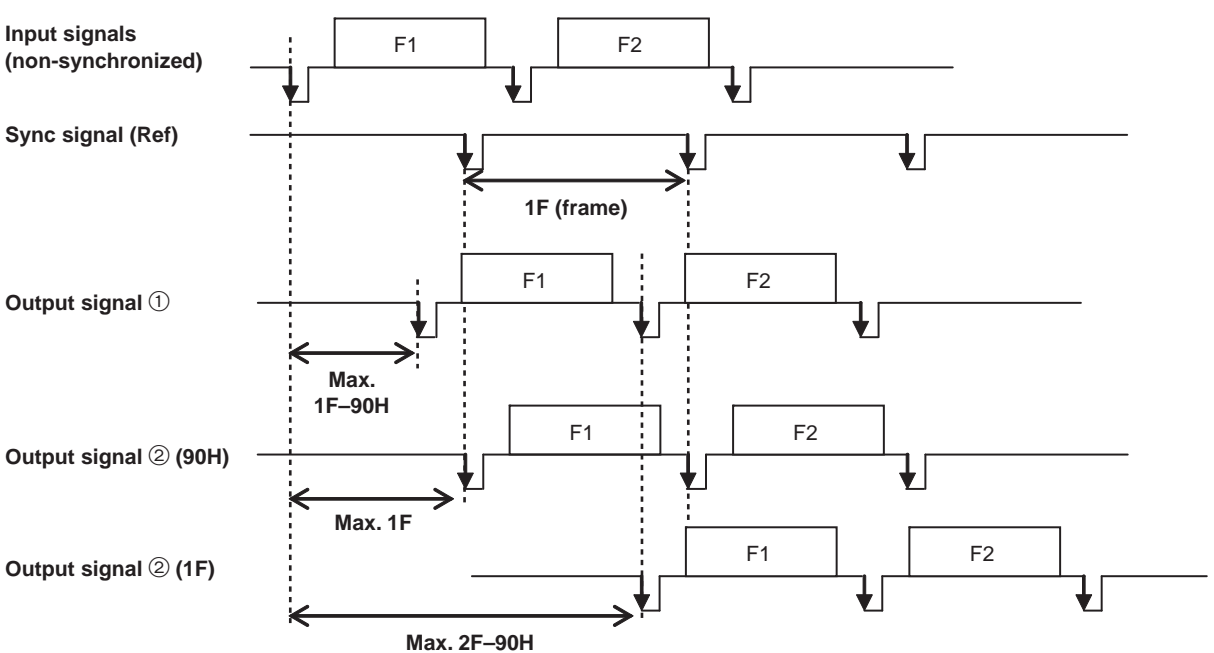 Input signals
(non-synchronized)
F1
F2
Sync signal (Ref)
1F (frame)
Output signal ①
F1
F2
Max.
1F–90H
Output signal ② (90H)
F1
F2
Max. 1F
Output signal ② (1F)
F1
F2
Max. 2F–90H